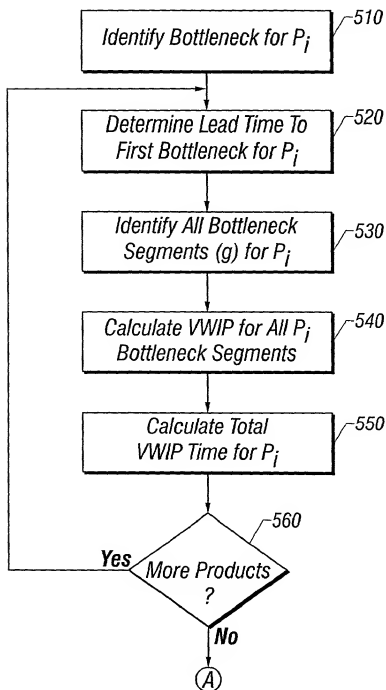 Identify Bottleneck for Pi
510
Determine Lead Time To
First Bottleneck for Pi
520
Identify All Bottleneck
Segments (g) for Pi
530
Calculate VWIP for All Pi
Bottleneck Segments
540
Calculate Total
VWIP Time for Pi
550
560
Yes
More Products
?
No
A